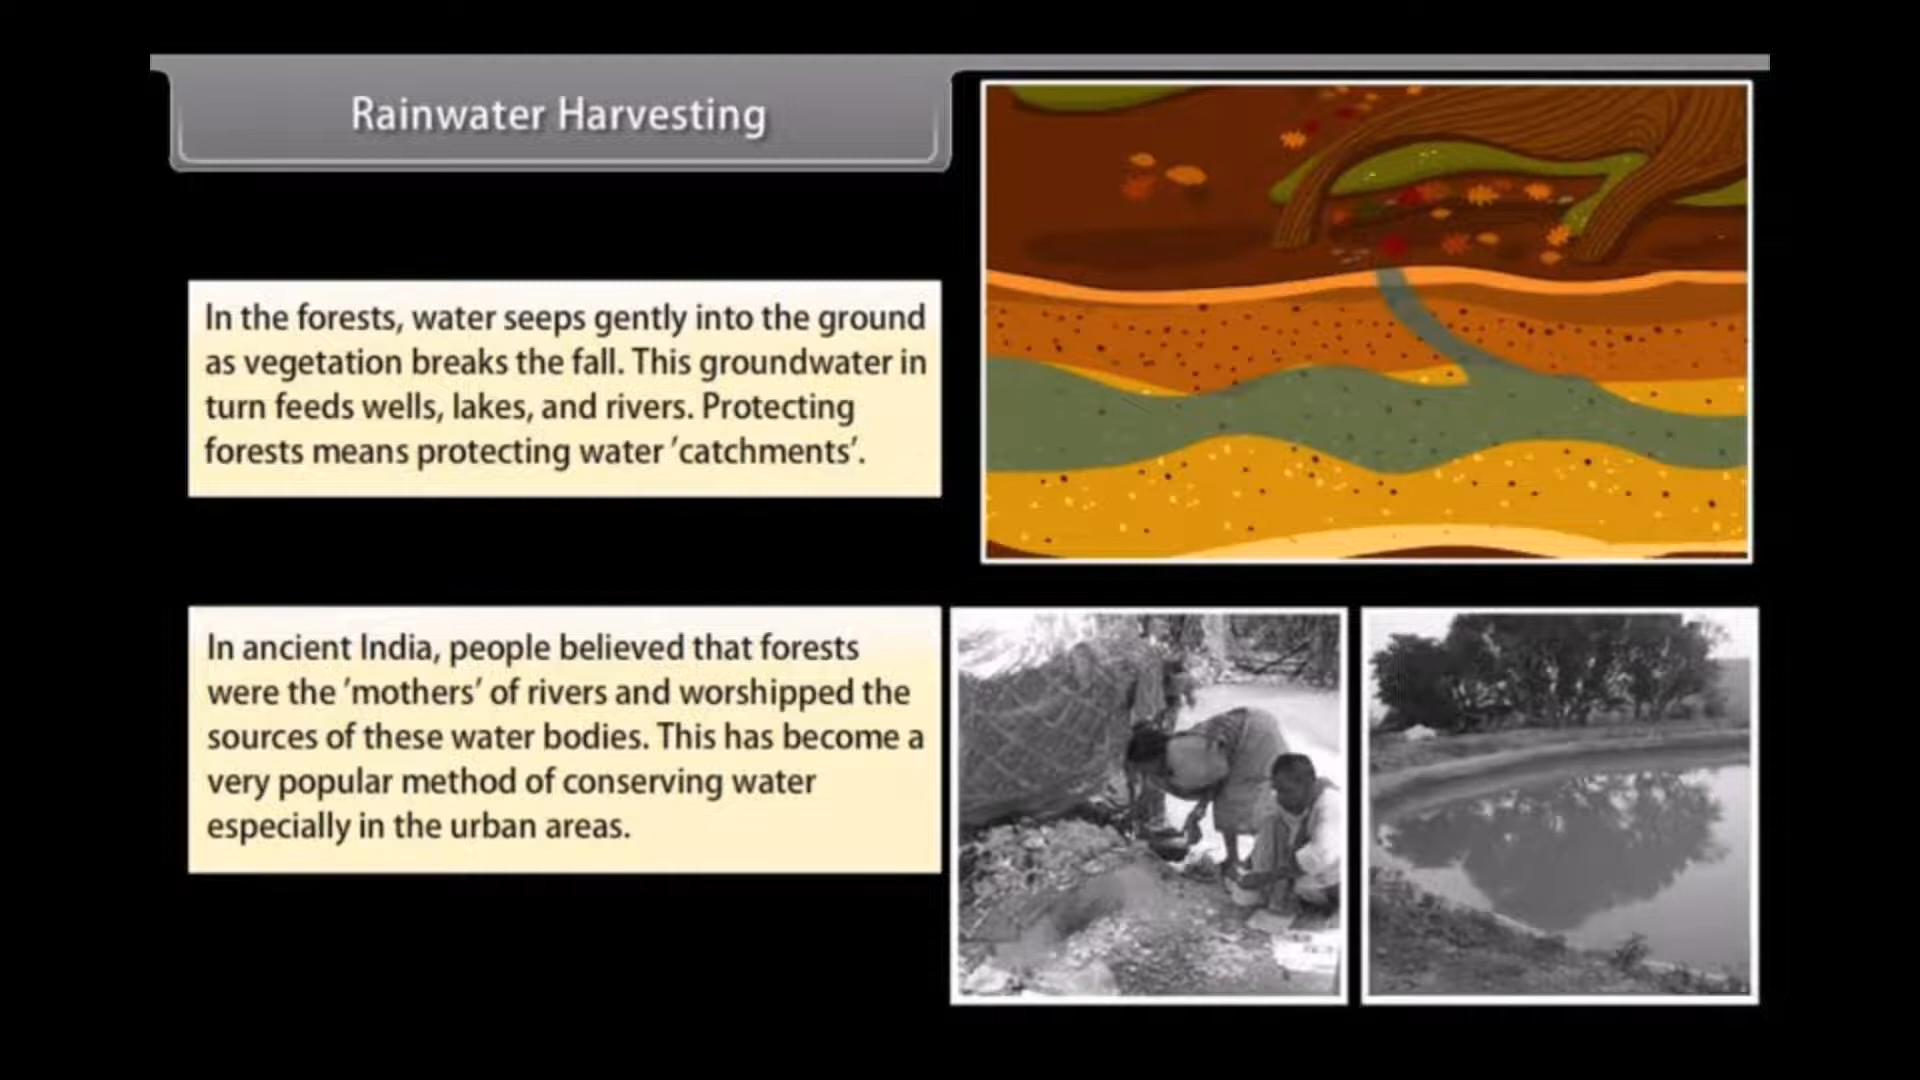 Rainwater Harvesting
In the forests, water seeps gently into the ground
as vegetation breaks the fall. This groundwater in
turn feeds wells, lakes, and rivers. Protecting
forests means protecting water ′catchments′.
In ancient India, people believed that forests
were the ′mothers′ of rivers and worshipped the
sources of these water bodies. This has become a
very popular method of conserving water
especially in the urban areas.